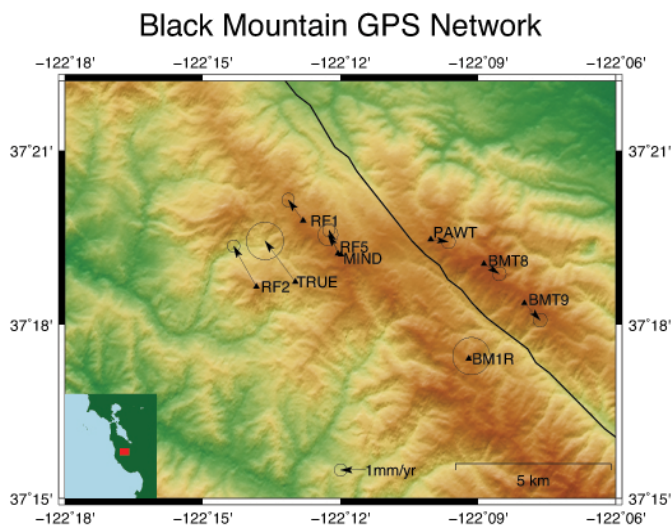 Black Mountain GPS Network
−122˚18' −122˚15' −122˚12' −122˚09' −122˚06'
37˚21' 37˚21'
RF1
PAWT
RF5
MIND
BMT8
TRUE
RF2
BMT9
37˚18' 37˚18'
BM1R
1mm/yr
5 km
37˚15' 37˚15'
−122˚18' −122˚15' −122˚12' −122˚09' −122˚06'